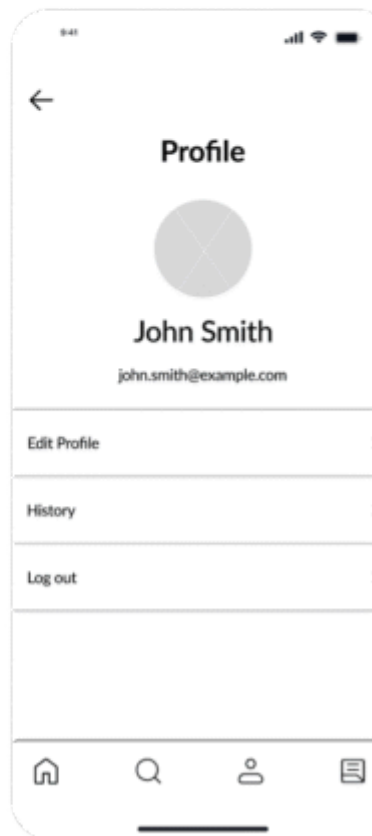 9:41
Profile
John Smith
john.smith@example.com
Edit Profile
History
Log out